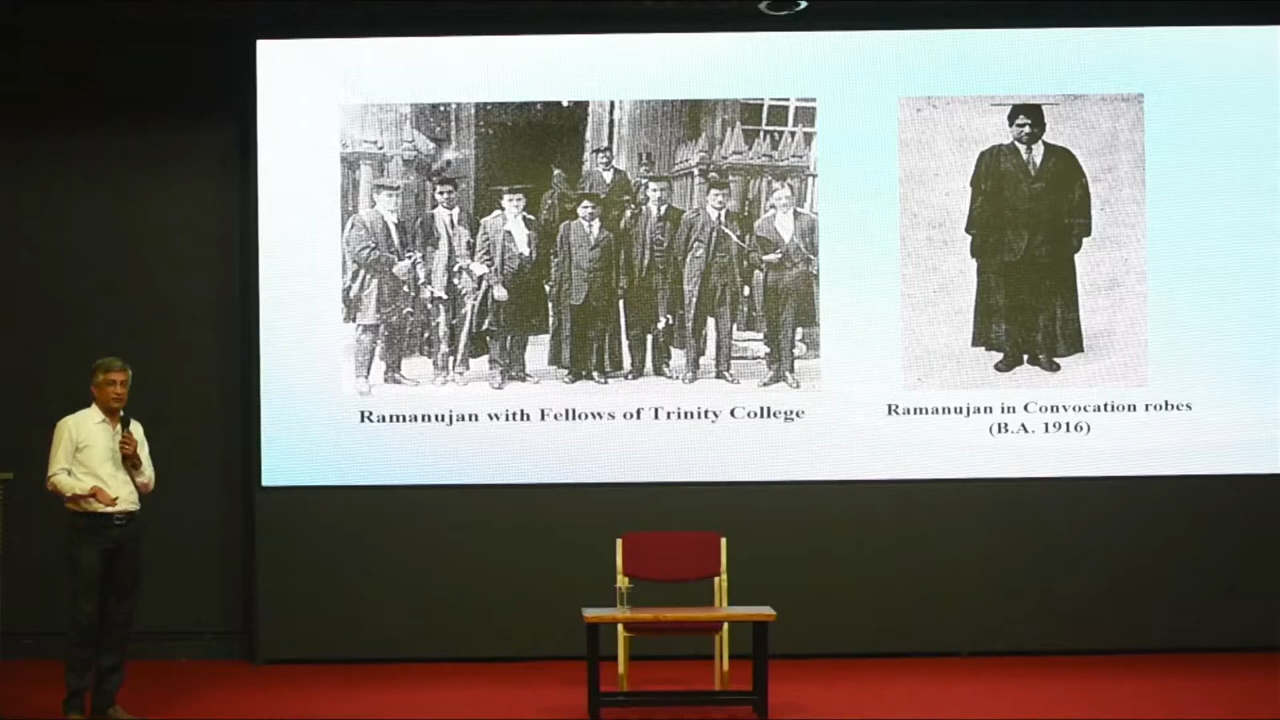 Ramanujan with Fellows of Trinity College
Ramanujan in Convocation robes
(B.A. 1916)